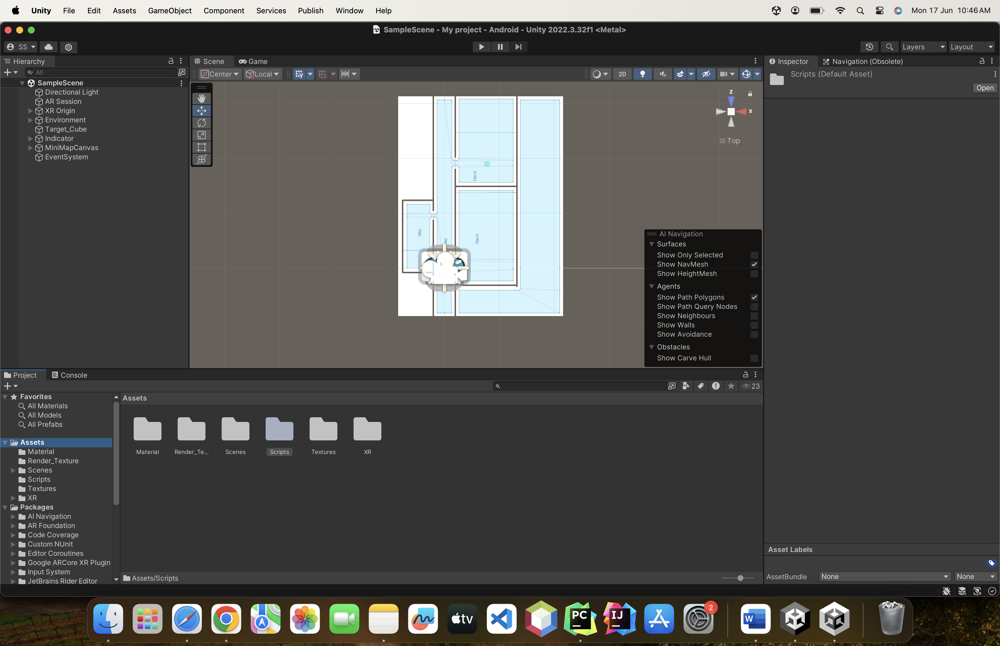 Unity File Edit Assets GameObject Component Services Publish Window Help Mon 17 Jun 10:46 AM
SampleScene - My project - Android - Unity 2022.3.32f1 <Metal>
SS Layers Layout
Hierarchy
All
SampleScene
Directional Light
AR Session
XR Origin
Environment
Target_Cube
Indicator
MiniMapCanvas
EventSystem
Scene Game
Center Local 2D
z
x
Top
Class A2
Office
Class A1
AI Navigation
Surfaces
Show Only Selected
Show NavMesh
Show HeightMesh
Agents
Show Path Polygons
Show Path Query Nodes
Show Neighbours
Show Walls
Show Avoidance
Obstacles
Show Carve Hull
Inspector Navigation (Obsolete)
Scripts (Default Asset)
Open
Project Console
23
Favorites
All Materials
All Models
All Prefabs
Assets
Material
Render_Texture
Scenes
Scripts
Textures
XR
Packages
AI Navigation
AR Foundation
Code Coverage
Custom NUnit
Editor Coroutines
Google ARCore XR Plugin
Input System
JetBrains Rider Editor
Assets
Material Render_Te... Scenes Scripts Textures XR
Assets/Scripts
Asset Labels
AssetBundle None None
tv
PC
IJ
2
W